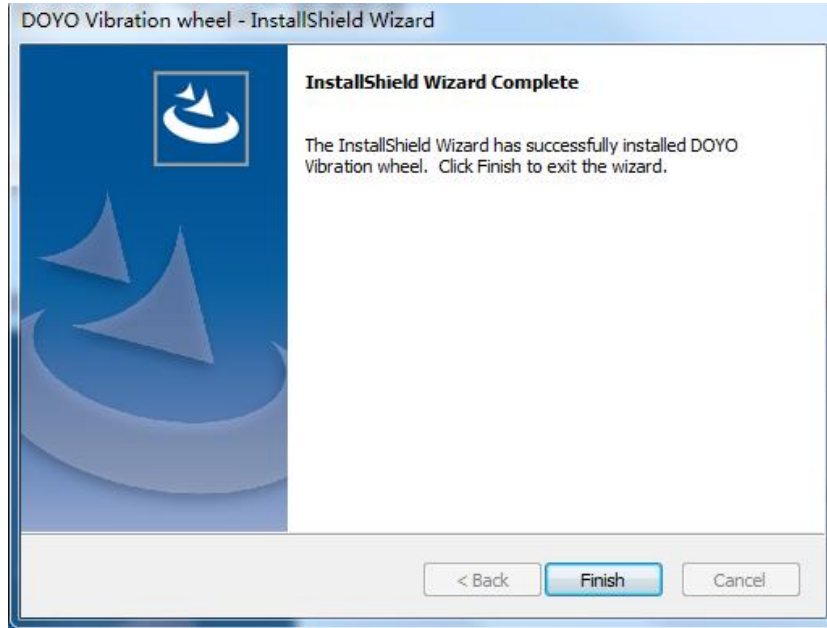 DOYO Vibration wheel - InstallShield Wizard
InstallShield Wizard Complete
The InstallShield Wizard has successfully installed DOYO
Vibration wheel.  Click Finish to exit the wizard.
< Back
Finish
Cancel